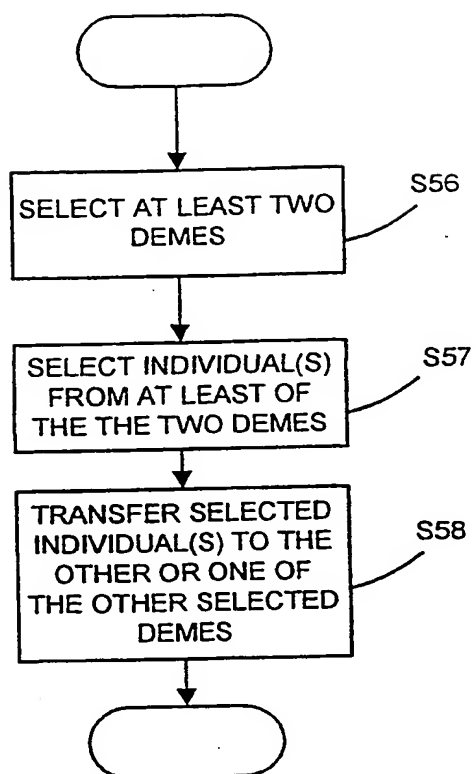 SELECT AT LEAST TWO
DEMES
S56
SELECT INDIVIDUAL(S)
FROM AT LEAST OF
THE THE TWO DEMES
S57
TRANSFER SELECTED
INDIVIDUAL(S) TO THE
OTHER OR ONE OF
THE OTHER SELECTED
DEMES
S58